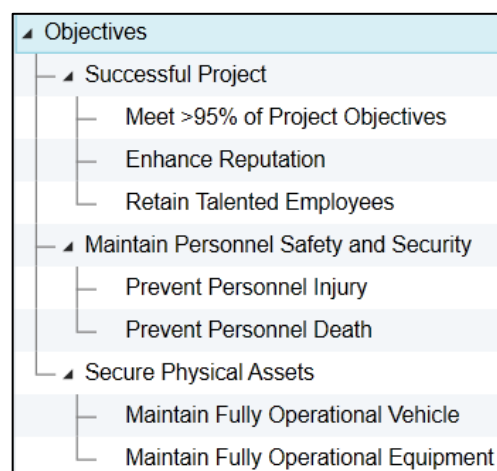 Objectives
Successful Project
Meet >95% of Project Objectives
Enhance Reputation
Retain Talented Employees
Maintain Personnel Safety and Security
Prevent Personnel Injury
Prevent Personnel Death
Secure Physical Assets
Maintain Fully Operational Vehicle
Maintain Fully Operational Equipment